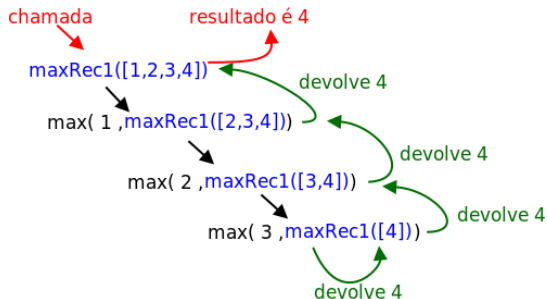 chamada
resultado é 4
maxRec1([1,2,3,4])
devolve 4
max( 1 ,maxRec1([2,3,4]))
devolve 4
max( 2 ,maxRec1([3,4]))
devolve 4
max( 3 ,maxRec1([4]))
devolve 4